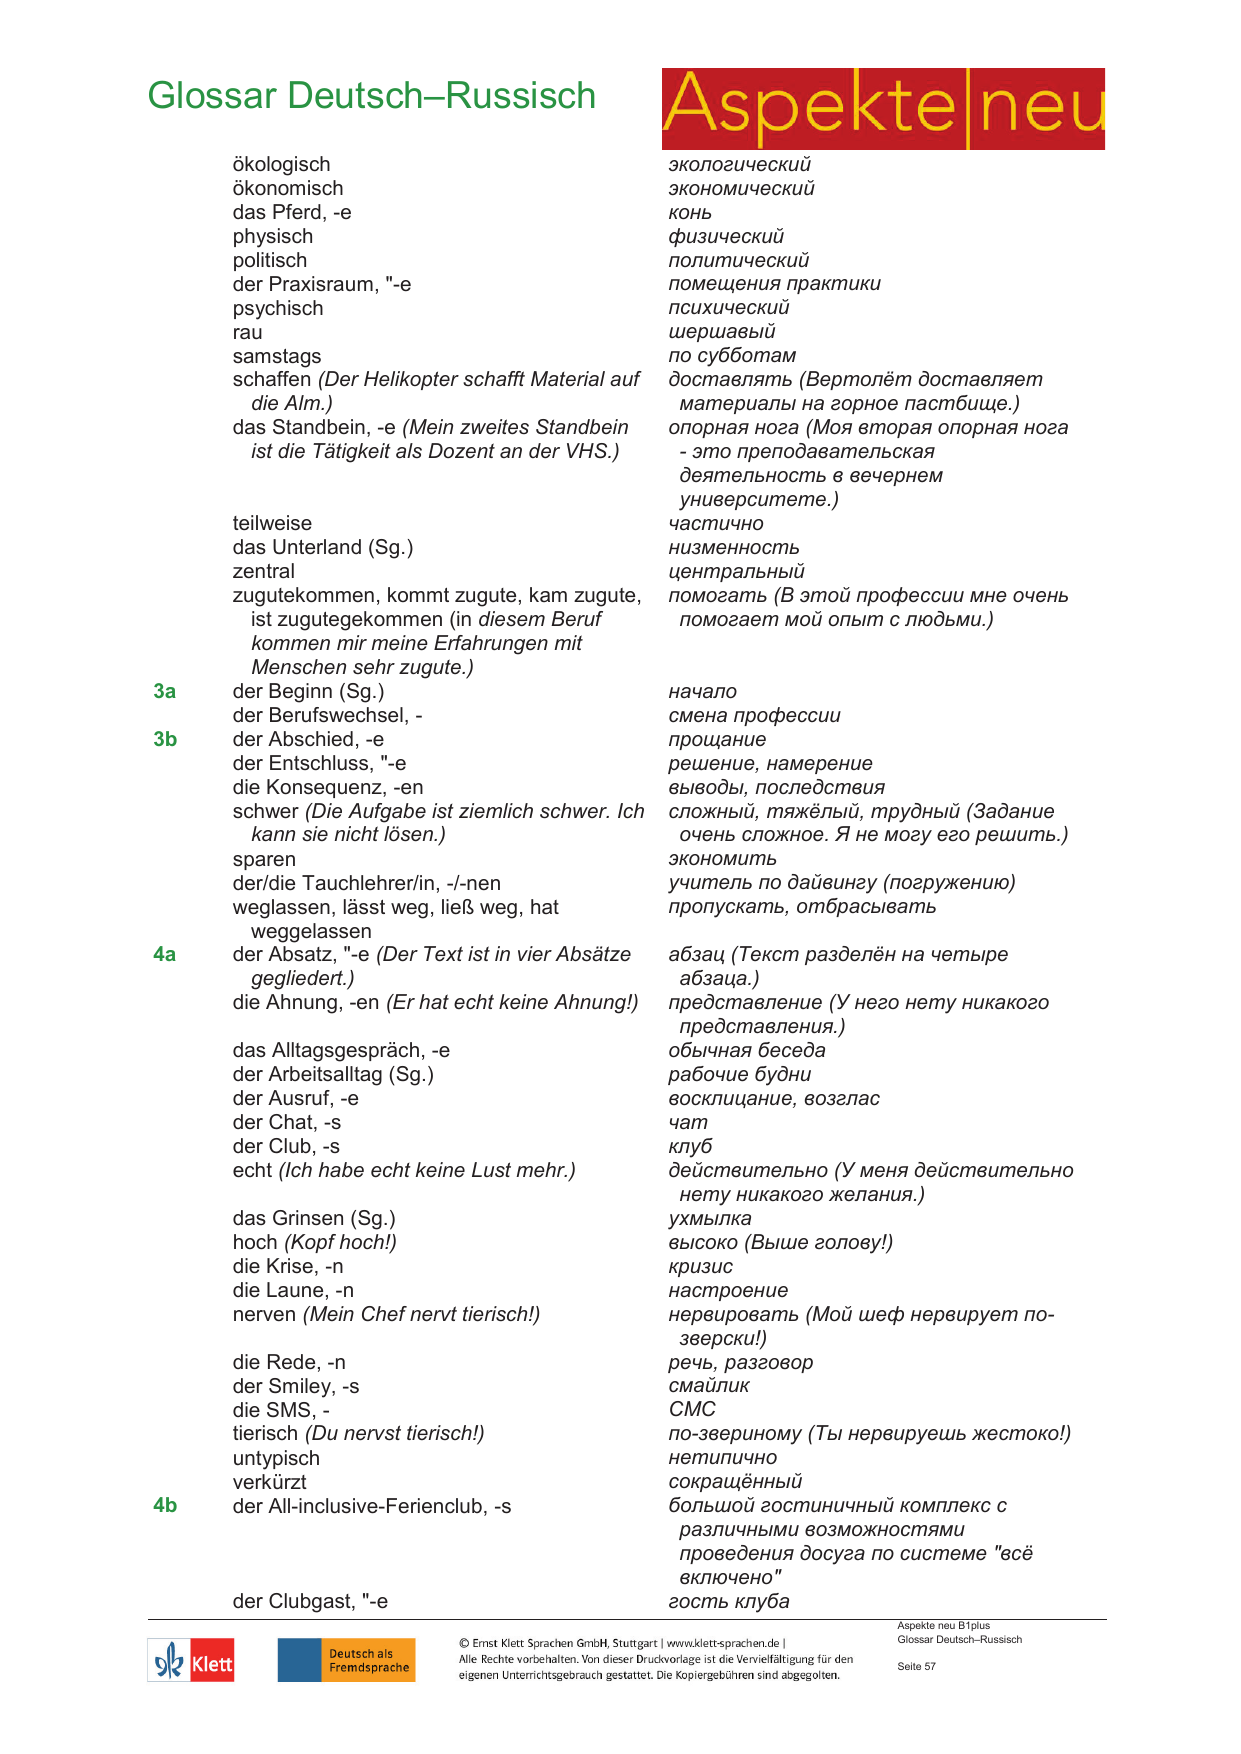 Glossar Deutsch–Russisch
Aspekte|neu
ökologisch экологический
ökonomisch экономический
das Pferd, -e конь
physisch физический
politisch политический
der Praxisraum, "-e помещения практики
psychisch психический
rau шершавый
samstags по субботам
schaffen (Der Helikopter schafft Material auf доставлять (Вертолёт доставляет
die Alm.) материалы на горное пастбище.)
das Standbein, -e (Mein zweites Standbein опорная нога (Моя вторая опорная нога
ist die Tätigkeit als Dozent an der VHS.) - это преподавательская
деятельность в вечернем
университете.)
teilweise частично
das Unterland (Sg.) низменность
zentral центральный
zugutekommen, kommt zugute, kam zugute, помогать (В этой профессии мне очень
ist zugutegekommen (in diesem Beruf помогает мой опыт с людьми.)
kommen mir meine Erfahrungen mit
Menschen sehr zugute.)
3a der Beginn (Sg.) начало
der Berufswechsel, - смена профессии
3b der Abschied, -e прощание
der Entschluss, "-e решение, намерение
die Konsequenz, -en выводы, последствия
schwer (Die Aufgabe ist ziemlich schwer. Ich сложный, тяжёлый, трудный (Задание
kann sie nicht lösen.) очень сложное. Я не могу его решить.)
sparen экономить
der/die Tauchlehrer/in, -/-nen учитель по дайвингу (погружению)
weglassen, lässt weg, ließ weg, hat пропускать, отбрасывать
weggelassen
4a der Absatz, "-e (Der Text ist in vier Absätze абзац (Текст разделён на четыре
gegliedert.) абзаца.)
die Ahnung, -en (Er hat echt keine Ahnung!) представление (У него нету никакого
представления.)
das Alltagsgespräch, -e обычная беседа
der Arbeitsalltag (Sg.) рабочие будни
der Ausruf, -e восклицание, возглас
der Chat, -s чат
der Club, -s клуб
echt (Ich habe echt keine Lust mehr.) действительно (У меня действительно
нету никакого желания.)
das Grinsen (Sg.) ухмылка
hoch (Kopf hoch!) высоко (Выше голову!)
die Krise, -n кризис
die Laune, -n настроение
nerven (Mein Chef nervt tierisch!) нервировать (Мой шеф нервирует по-
зверски!)
die Rede, -n речь, разговор
der Smiley, -s смайлик
die SMS, - СМС
tierisch (Du nervst tierisch!) по-звериному (Ты нервируешь жестоко!)
untypisch нетипично
verkürzt сокращённый
4b der All-inclusive-Ferienclub, -s большой гостиничный комплекс с
различными возможностями
проведения досуга по системе "всё
включено"
der Clubgast, "-e гость клуба
Klett
Deutsch als
Fremdsprache
© Ernst Klett Sprachen GmbH, Stuttgart | www.klett-sprachen.de |
Alle Rechte vorbehalten. Von dieser Druckvorlage ist die Vervielfältigung für den
eigenen Unterrichtsgebrauch gestattet. Die Kopiergebühren sind abgegolten.
Aspekte neu B1plus
Glossar Deutsch–Russisch
Seite 57